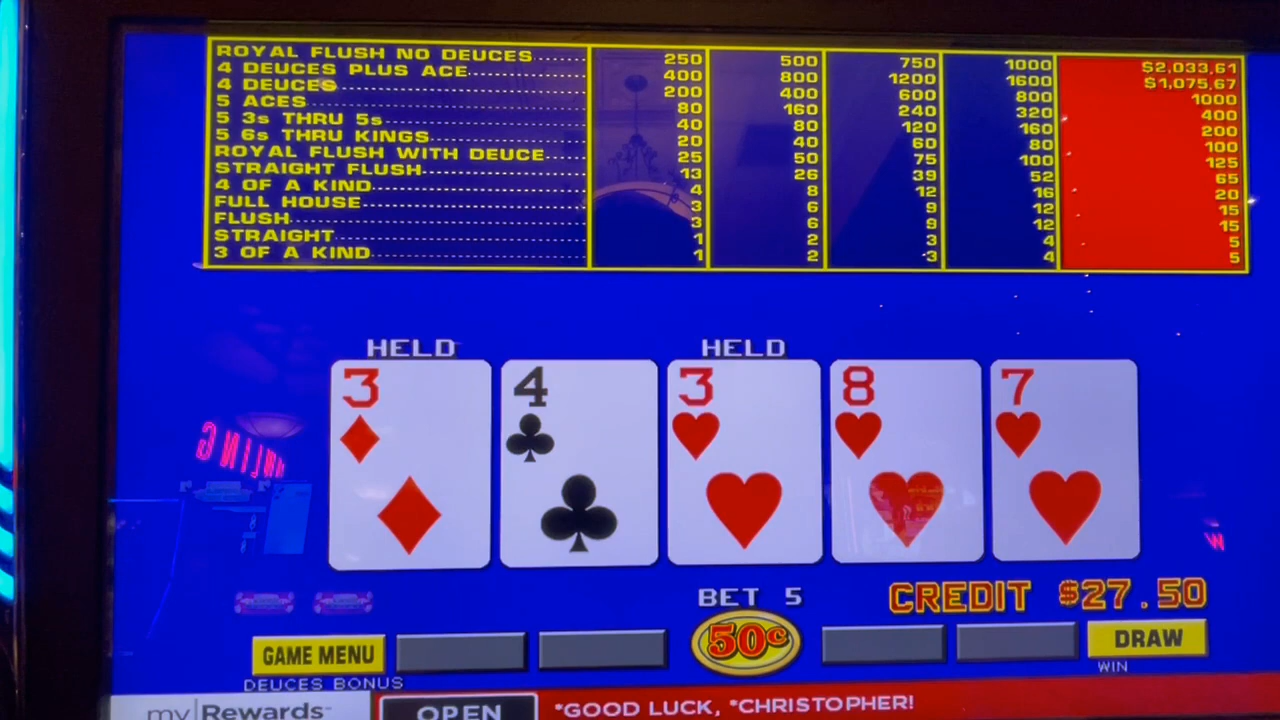 ROYAL FLUSH NO DEUCES 250 500 750 1000 $2,033,61
4 DEUCES PLUS ACE 400 800 1200 1600 $1,075,67
4 DEUCES 200 400 600 800 1000
5 ACES 80 160 240 320 400
5 3s THRU 5s 40 80 120 160 200
5 6s THRU KINGS 20 40 60 80 100
ROYAL FLUSH WITH DEUCE 25 50 75 100 125
STRAIGHT FLUSH 13 26 39 52 65
4 OF A KIND 4 8 12 16 20
FULL HOUSE 3 6 9 12 15
FLUSH 3 6 9 12 15
STRAIGHT 1 2 3 4 5
3 OF A KIND 1 2 3 4 5
HELD HELD
3 4 3 8 7
BET 5 CREDIT $27.50
GAME MENU 50¢ DRAW
DEUCES BONUS WIN
my|Rewards™ OPEN *GOOD LUCK, *CHRISTOPHER!